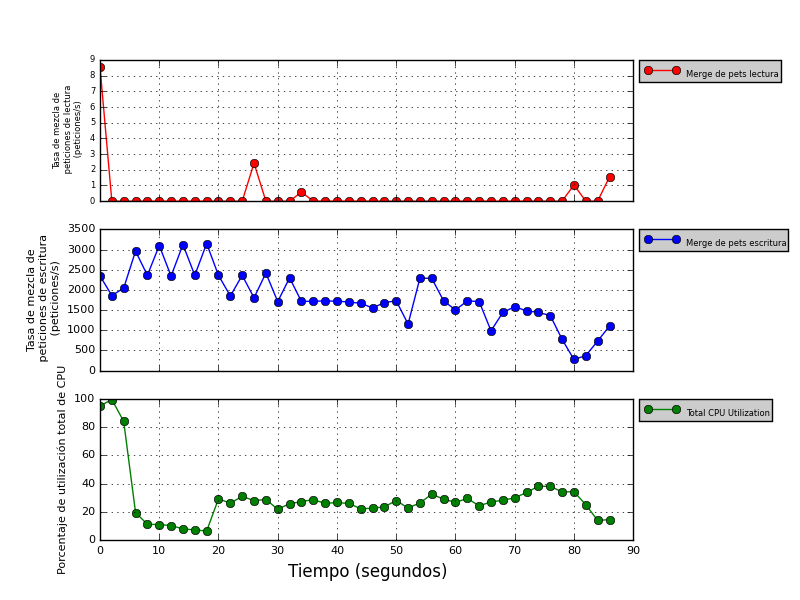 Tasa de mezcla de
peticiones de lectura
(peticiones/s)
9
8
7
6
5
4
3
2
1
0
Merge de pets lectura
Tasa de mezcla de
peticiones de escritura
(peticiones/s)
3500
3000
2500
2000
1500
1000
500
0
Merge de pets escritura
Porcentaje de utilización total de CPU
100
80
60
40
20
0
Total CPU Utilization
0 10 20 30 40 50 60 70 80 90
Tiempo (segundos)